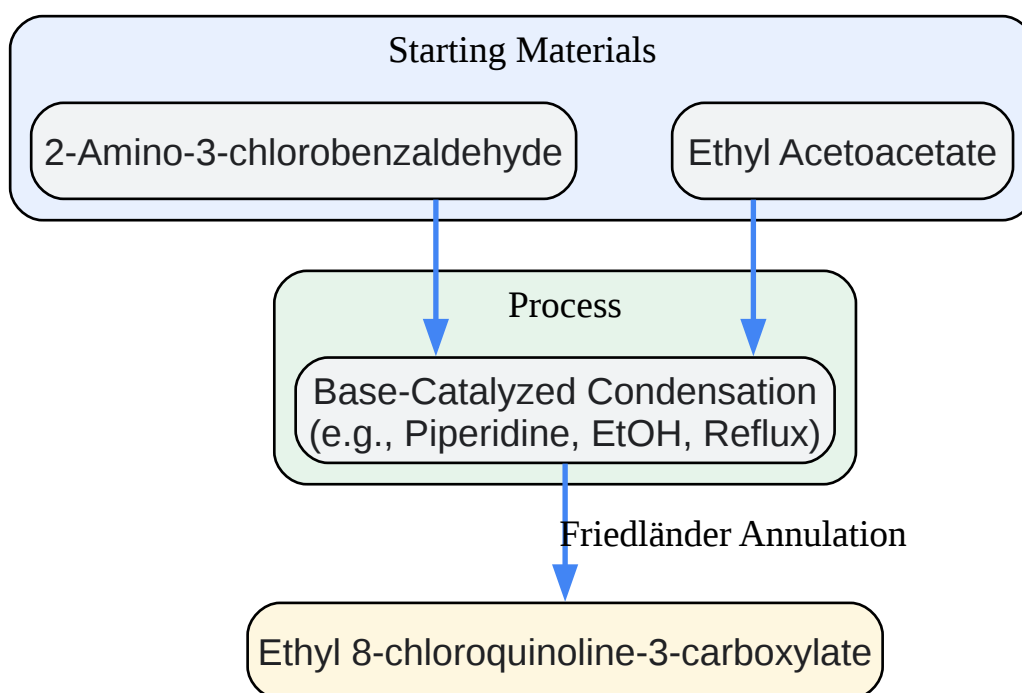 Starting Materials
2-Amino-3-chlorobenzaldehyde
Ethyl Acetoacetate
Process
Base-Catalyzed Condensation
(e.g., Piperidine, EtOH, Reflux)
Friedländer Annulation
Ethyl 8-chloroquinoline-3-carboxylate